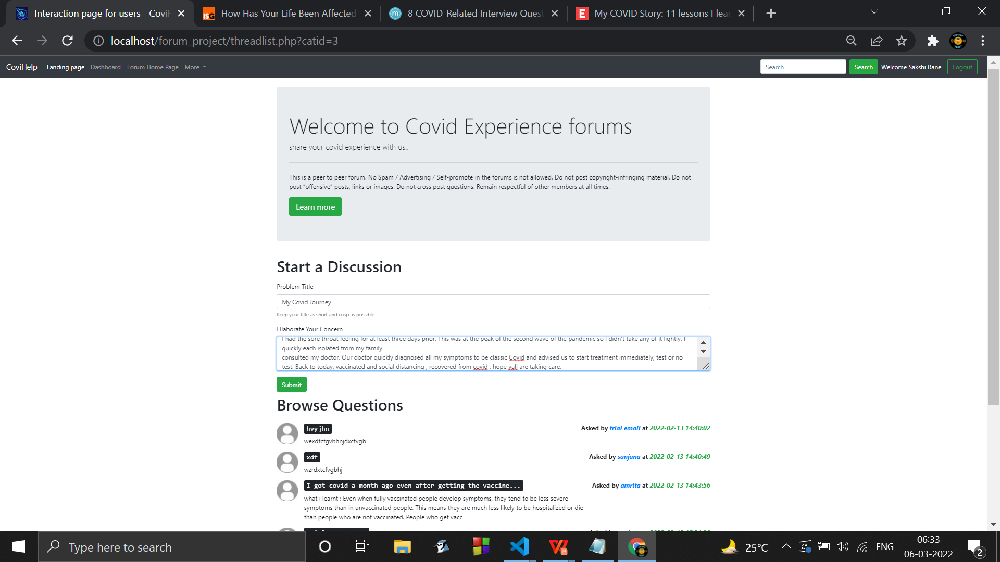 Interaction page for users - Covi
How Has Your Life Been Affected
8 COVID-Related Interview Quest
My COVID Story: 11 lessons I lear
localhost/forum_project/threadlist.php?catid=3
CoviHelp Landing page Dashboard Forum Home Page More Search Search Welcome Sakshi Rane Logout
Welcome to Covid Experience forums
share your covid experience with us..
This is a peer to peer forum. No Spam / Advertising / Self-promote in the forums is not allowed. Do not post copyright-infringing material. Do not
post “offensive” posts, links or images. Do not cross post questions. Remain respectful of other members at all times.
Learn more
Start a Discussion
Problem Title
My Covid Journey
Keep your title as short and crisp as possible
Ellaborate Your Concern
I had the sore throat feeling for at least three days prior. This was at the peak of the second wave of the pandemic so I didn't take any of it lightly. I
quickly each isolated from my family
consulted my doctor. Our doctor quickly diagnosed all my symptoms to be classic Covid and advised us to start treatment immediately, test or no
test. Back to today, vaccinated and social distancing , recovered from covid . hope yall are taking care.
Submit
Browse Questions
hvyjhn
Asked by trial email at 2022-02-13 14:40:02
wexdtcfgvbhnjdxcfvgb
xdf
Asked by sanjana at 2022-02-13 14:40:49
wzrdxtcfvgbhj
I got covid a month ago even after getting the vaccine...
Asked by amrita at 2022-02-13 14:43:56
what i learnt : Even when fully vaccinated people develop symptoms, they tend to be less severe
symptoms than in unvaccinated people. This means they are much less likely to be hospitalized or die
than people who are not vaccinated. People who get vacc
Type here to search
25°C
ENG
06:33
06-03-2022
2